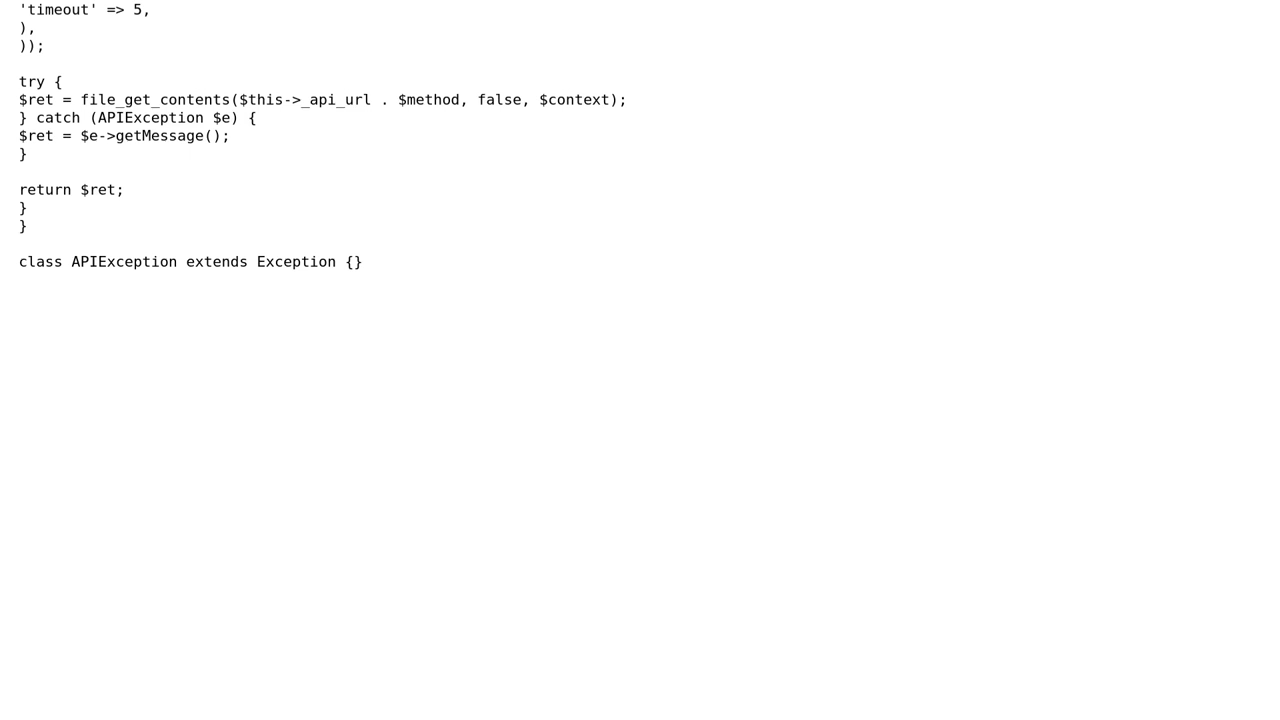 'timeout' => 5,
),
));
try {
$ret = file_get_contents($this->_api_url . $method, false, $context);
} catch (APIException $e) {
$ret = $e->getMessage();
}
return $ret;
}
}
class APIException extends Exception {}